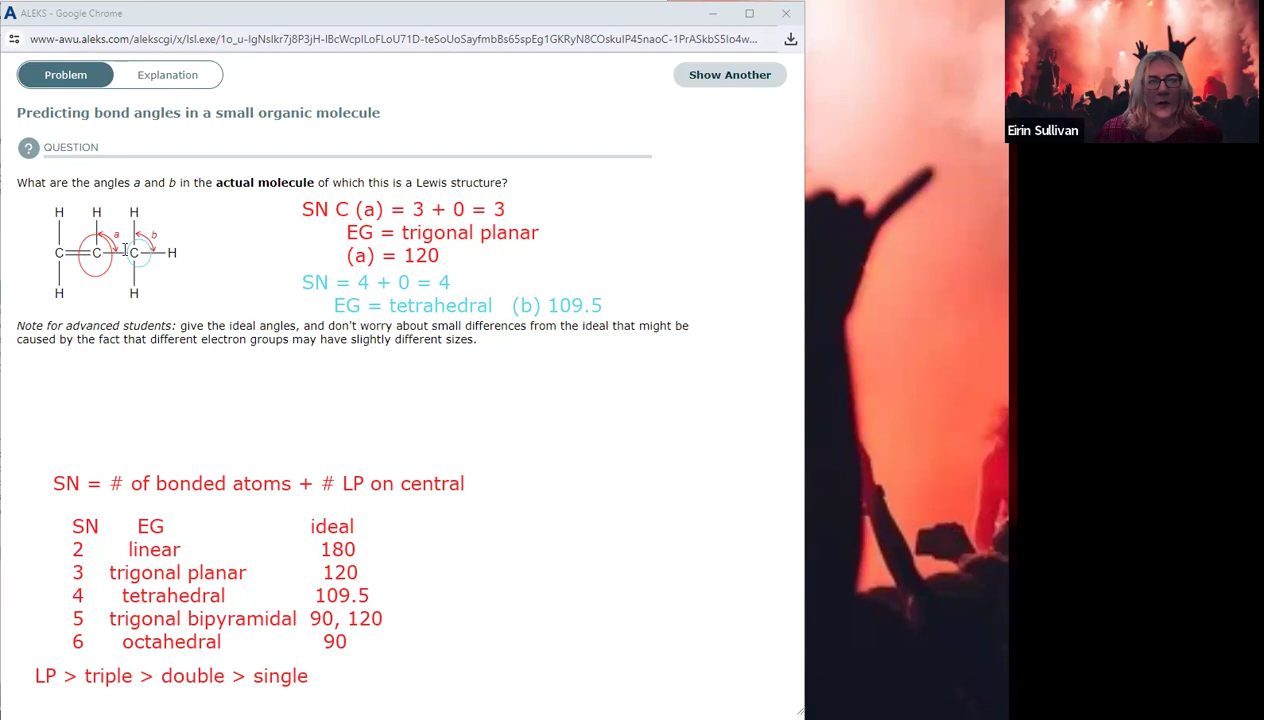 ALEKS - Google Chrome
www-awu.aleks.com/alekscgi/x/Isl.exe/
Problem
Explanation
Show Another
Predicting bond angles in a small organic molecule
? QUESTION
What are the angles a and b in the actual molecule of which this is a Lewis structure?
H H H
a b
C C C H
H H
SN C (a) = 3 + 0 = 3
EG = trigonal planar
(a) = 120
SN = 4 + 0 = 4
EG = tetrahedral (b) 109.5
Note for advanced students: give the ideal angles, and don't worry about small differences from the ideal that might be
caused by the fact that different electron groups may have slightly different sizes.
SN = # of bonded atoms + # LP on central
SN EG ideal
2 linear 180
3 trigonal planar 120
4 tetrahedral 109.5
5 trigonal bipyramidal 90, 120
6 octahedral 90
LP > triple > double > single
Eirin Sullivan